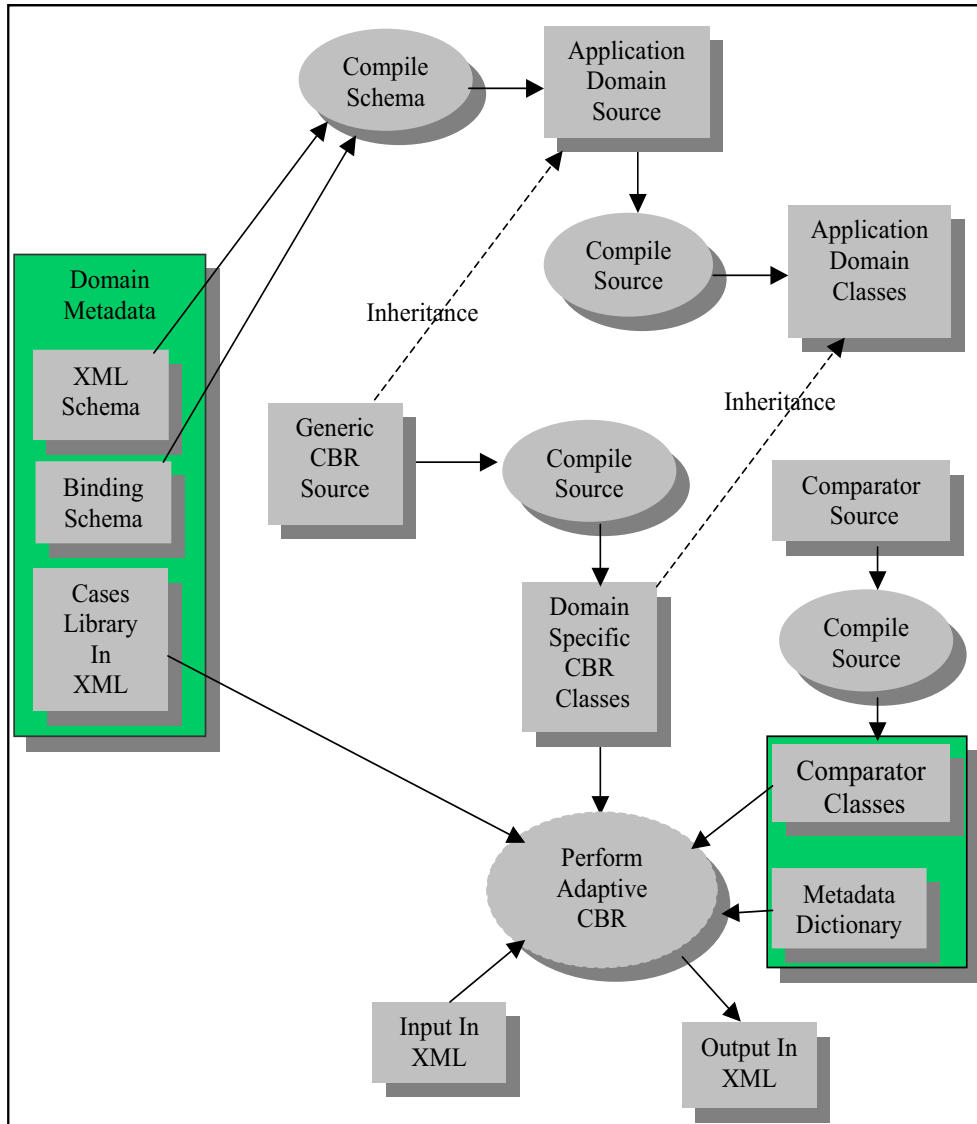 Compile
Schema
Application
Domain
Source
Compile
Source
Application
Domain
Classes
Domain
Metadata
XML
Schema
Binding
Schema
Cases
Library
In
XML
Inheritance
Inheritance
Generic
CBR
Source
Compile
Source
Comparator
Source
Domain
Specific
CBR
Classes
Compile
Source
Comparator
Classes
Metadata
Dictionary
Perform
Adaptive
CBR
Input In
XML
Output In
XML